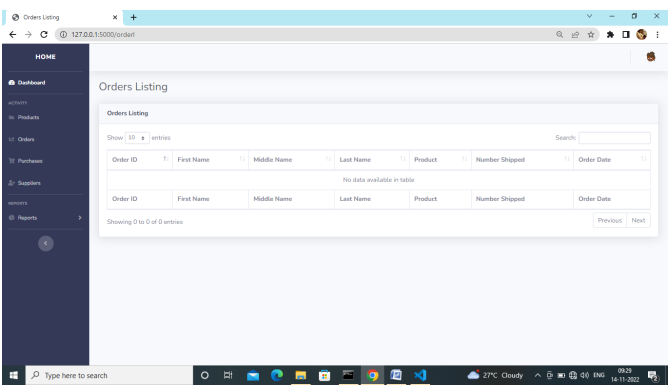 Orders Listing
127.0.0.1:5000/orderl
HOME
Dashboard
ACTIVITY
Products
Orders
Purchases
Suppliers
REPORTS
Reports
Orders Listing
Orders Listing
Show 10 entries
Search:
Order ID First Name Middle Name Last Name Product Number Shipped Order Date
No data available in table
Order ID First Name Middle Name Last Name Product Number Shipped Order Date
Showing 0 to 0 of 0 entries
Previous Next
Type here to search
27°C Cloudy
ENG
09:29
14-11-2022